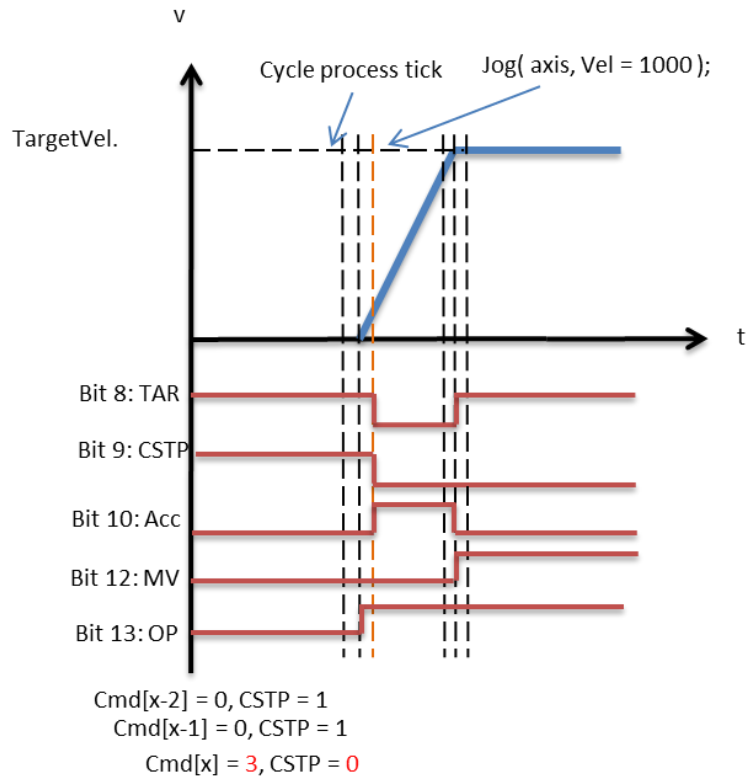 v
Cycle process tick
Jog( axis, Vel = 1000 );
TargetVel.
t
Bit 8: TAR
Bit 9: CSTP
Bit 10: Acc
Bit 12: MV
Bit 13: OP
Cmd[x-2] = 0, CSTP = 1
Cmd[x-1] = 0, CSTP = 1
Cmd[x] = 3, CSTP = 0